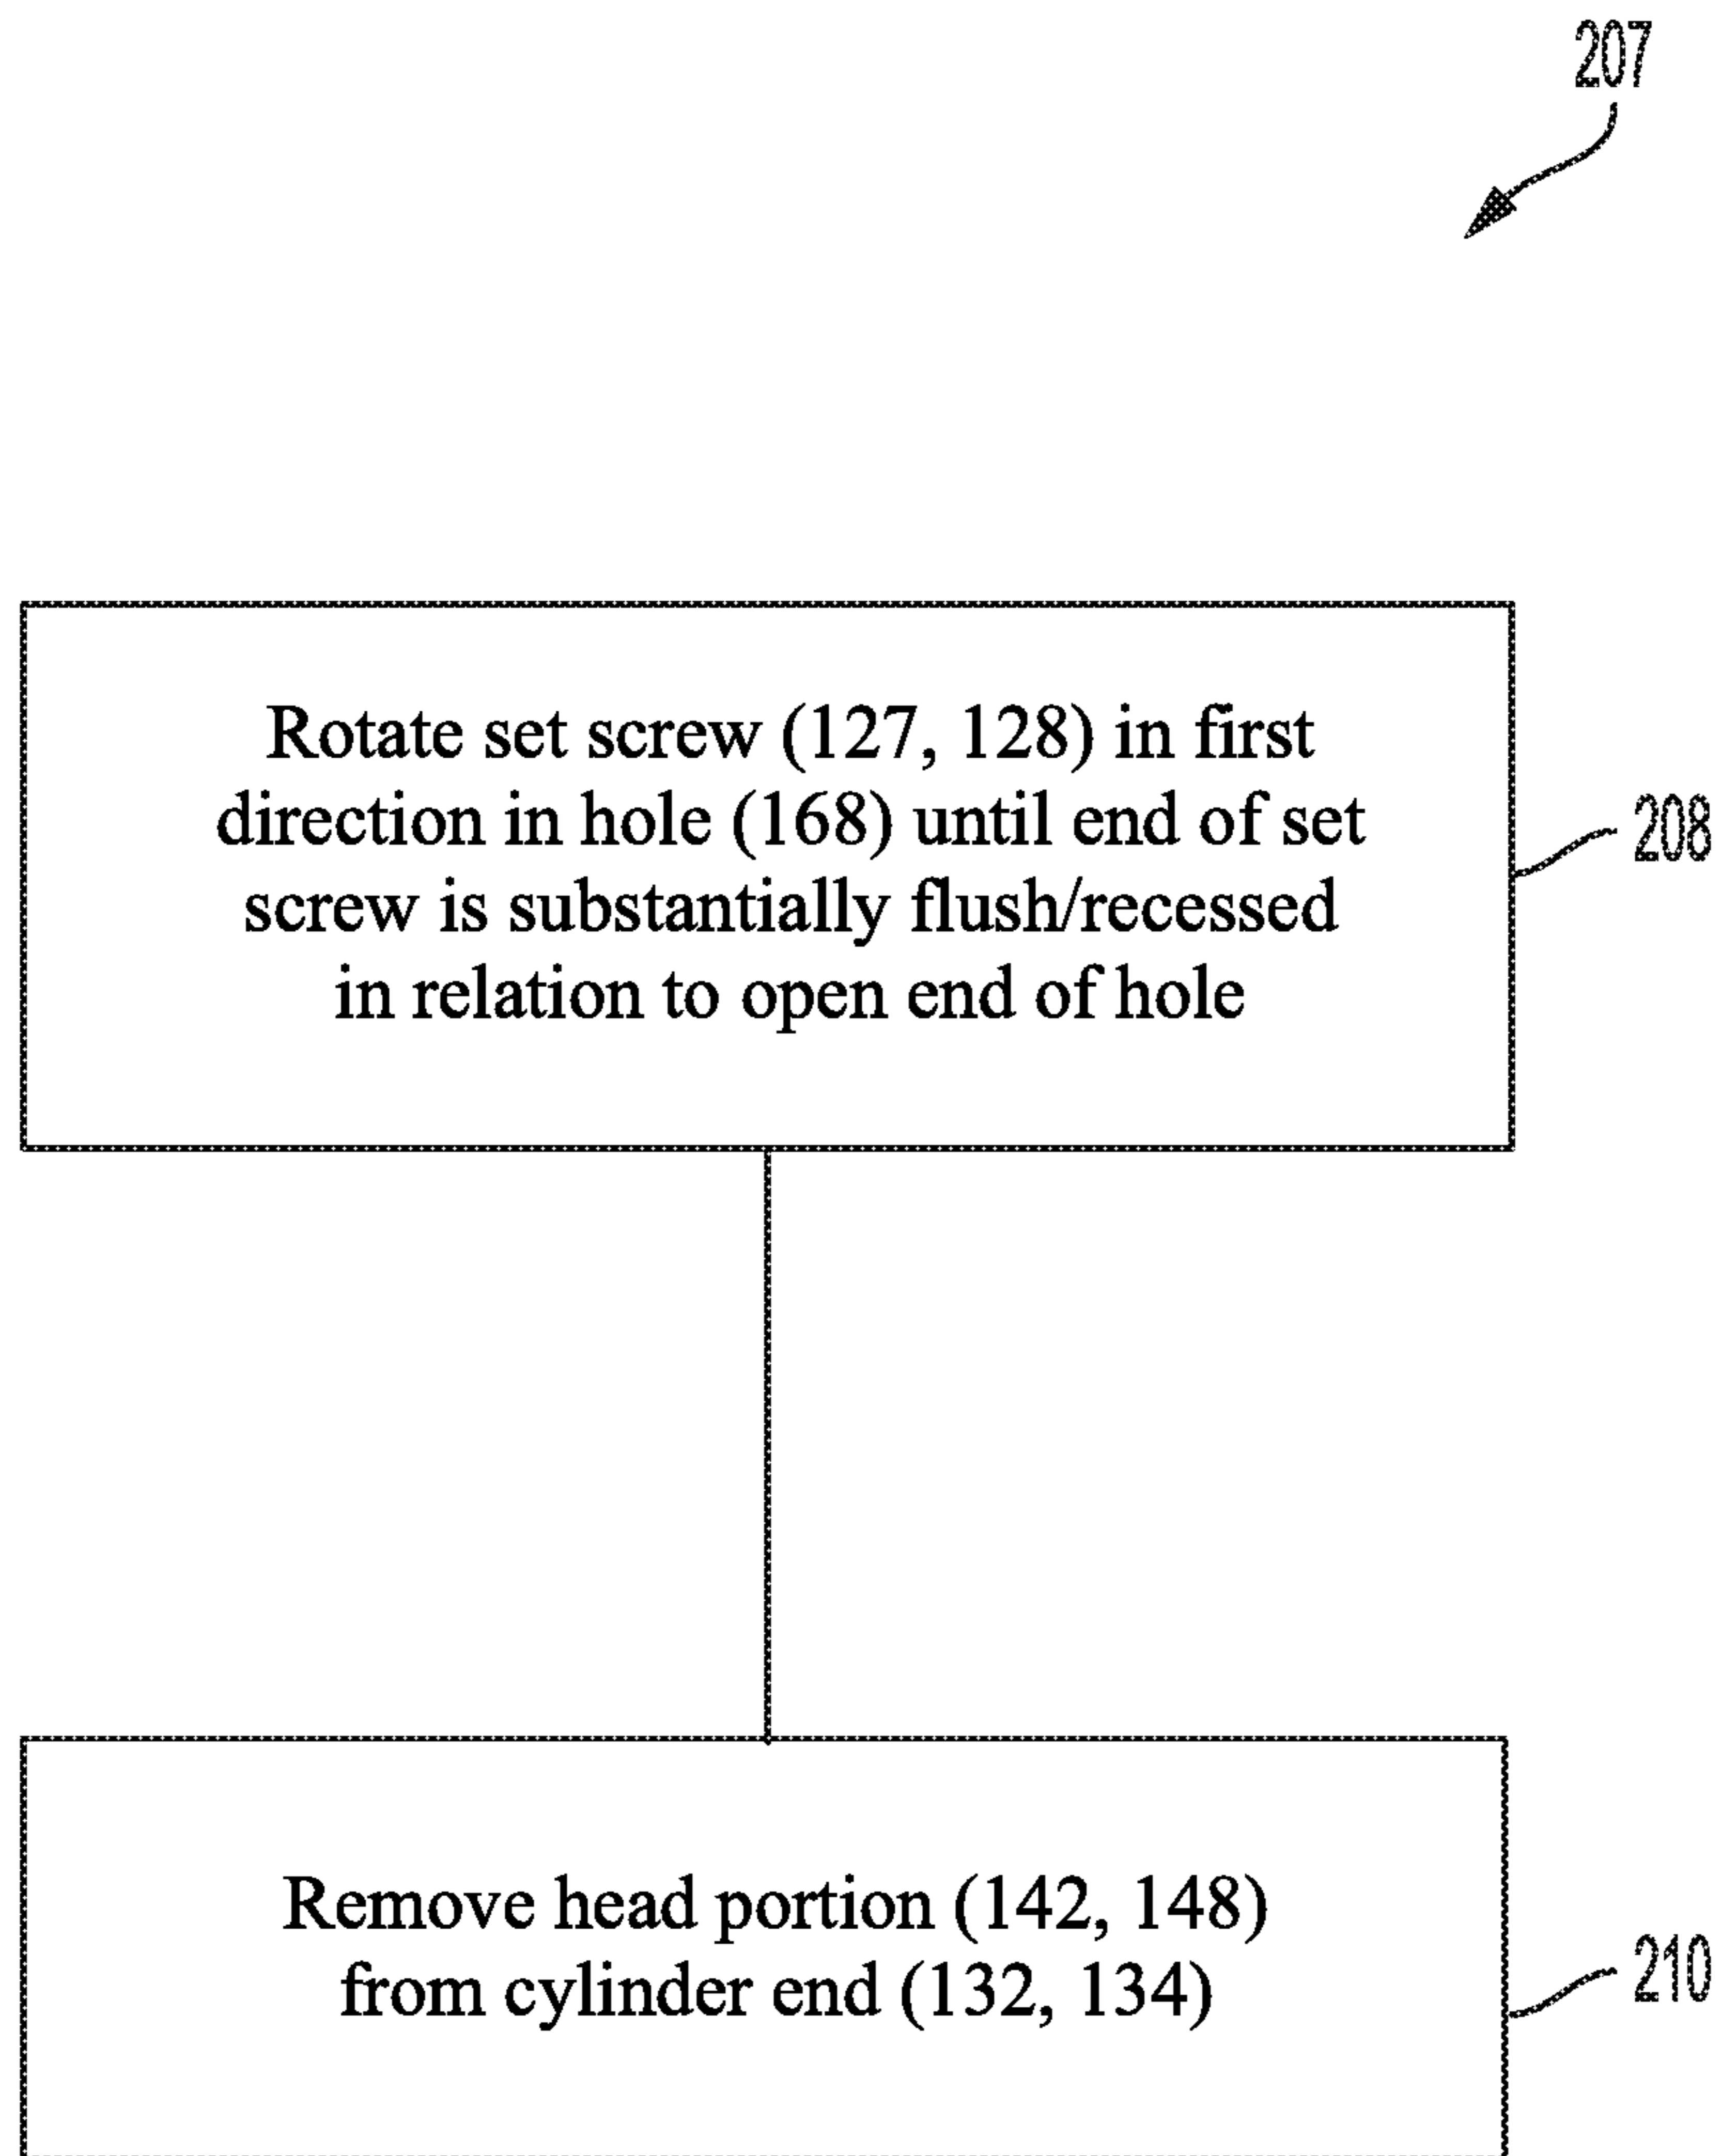 207
Rotate set screw (127, 128) in first
direction in hole (168) until end of set
screw is substantially flush/recessed
in relation to open end of hole
208
Remove head portion (142, 148)
from cylinder end (132, 134)
210